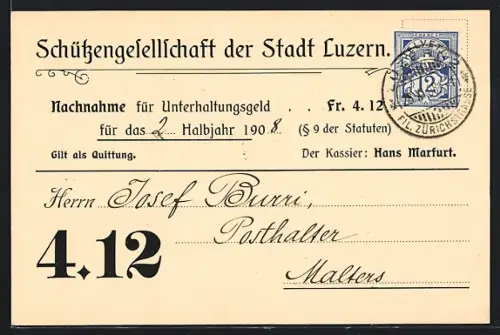 Schützengesellschaft der Stadt Luzern.
12
LUZERN
FIL. ZÜRICHSTRASSE
Nachnahme für Unterhaltungsgeld . . Fr. 4.12
für das 2 Halbjahr 1908 (§ 9 der Statuten)
Gilt als Quittung. Der Kassier: Hans Marfurt.
Herrn Josef Burri,
Posthalter
4.12
Malters